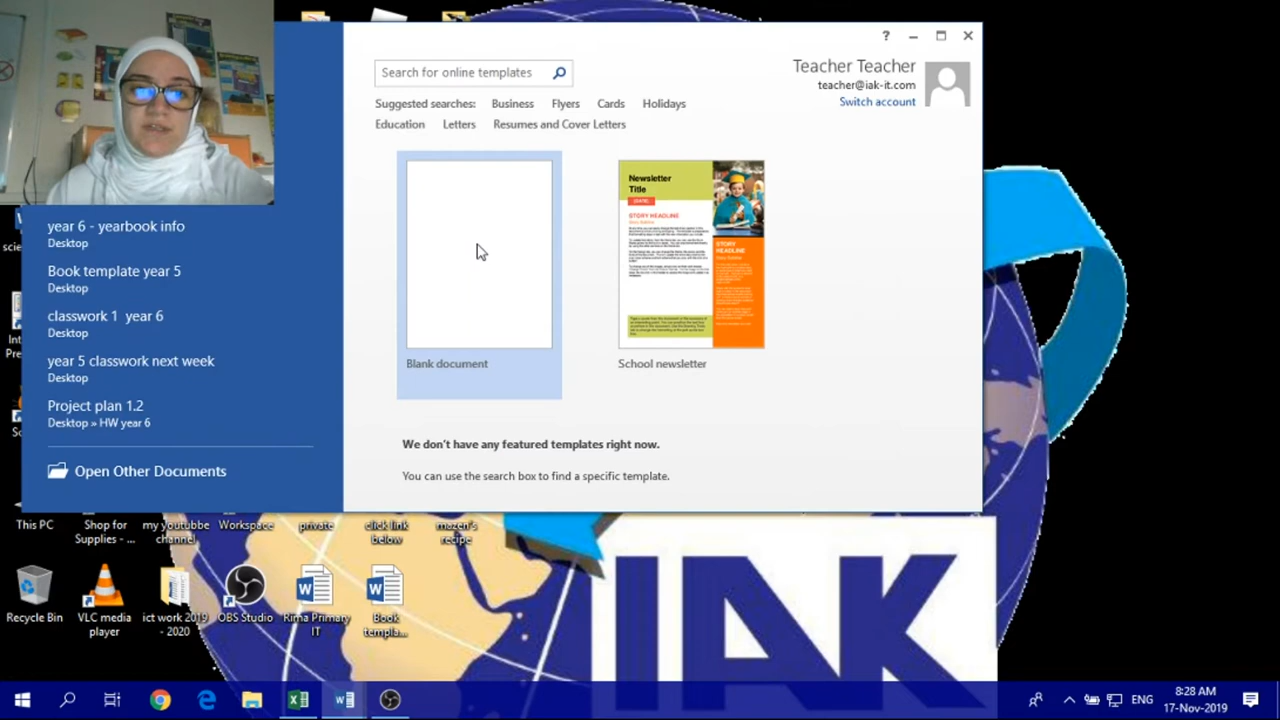 Search for online templates
Suggested searches: Business Flyers Cards Holidays
Education Letters Resumes and Cover Letters
Teacher Teacher
teacher@iak-it.com
Switch account
year 6 - yearbook info
Desktop
Book template year 5
Desktop
classwork 1 year 6
Desktop
year 5 classwork next week
Desktop
Project plan 1.2
Desktop » HW year 6
Open Other Documents
Blank document
Newsletter
Title
[DATE]
STORY HEADLINE
STORY
HEADLINE
School newsletter
We don't have any featured templates right now.
You can use the search box to find a specific template.
This PC
Shop for
Supplies - ...
my youtubbe
channel
Workspace
private
click link
below
mazen's
recipe
Recycle Bin
VLC media
player
ict work 2019
- 2020
OBS Studio
Rima Primary
IT
Book
templa...
IAK
ENG
8:28 AM
17-Nov-2019